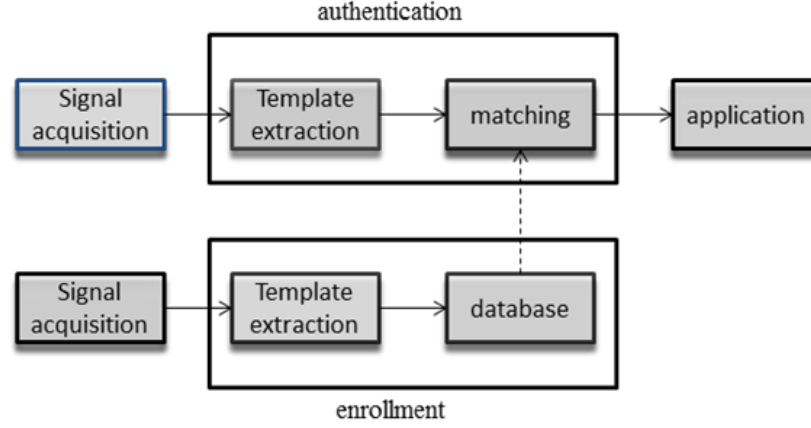 authentication
Signal
acquisition
Template
extraction
matching
application
Signal
acquisition
Template
extraction
database
enrollment